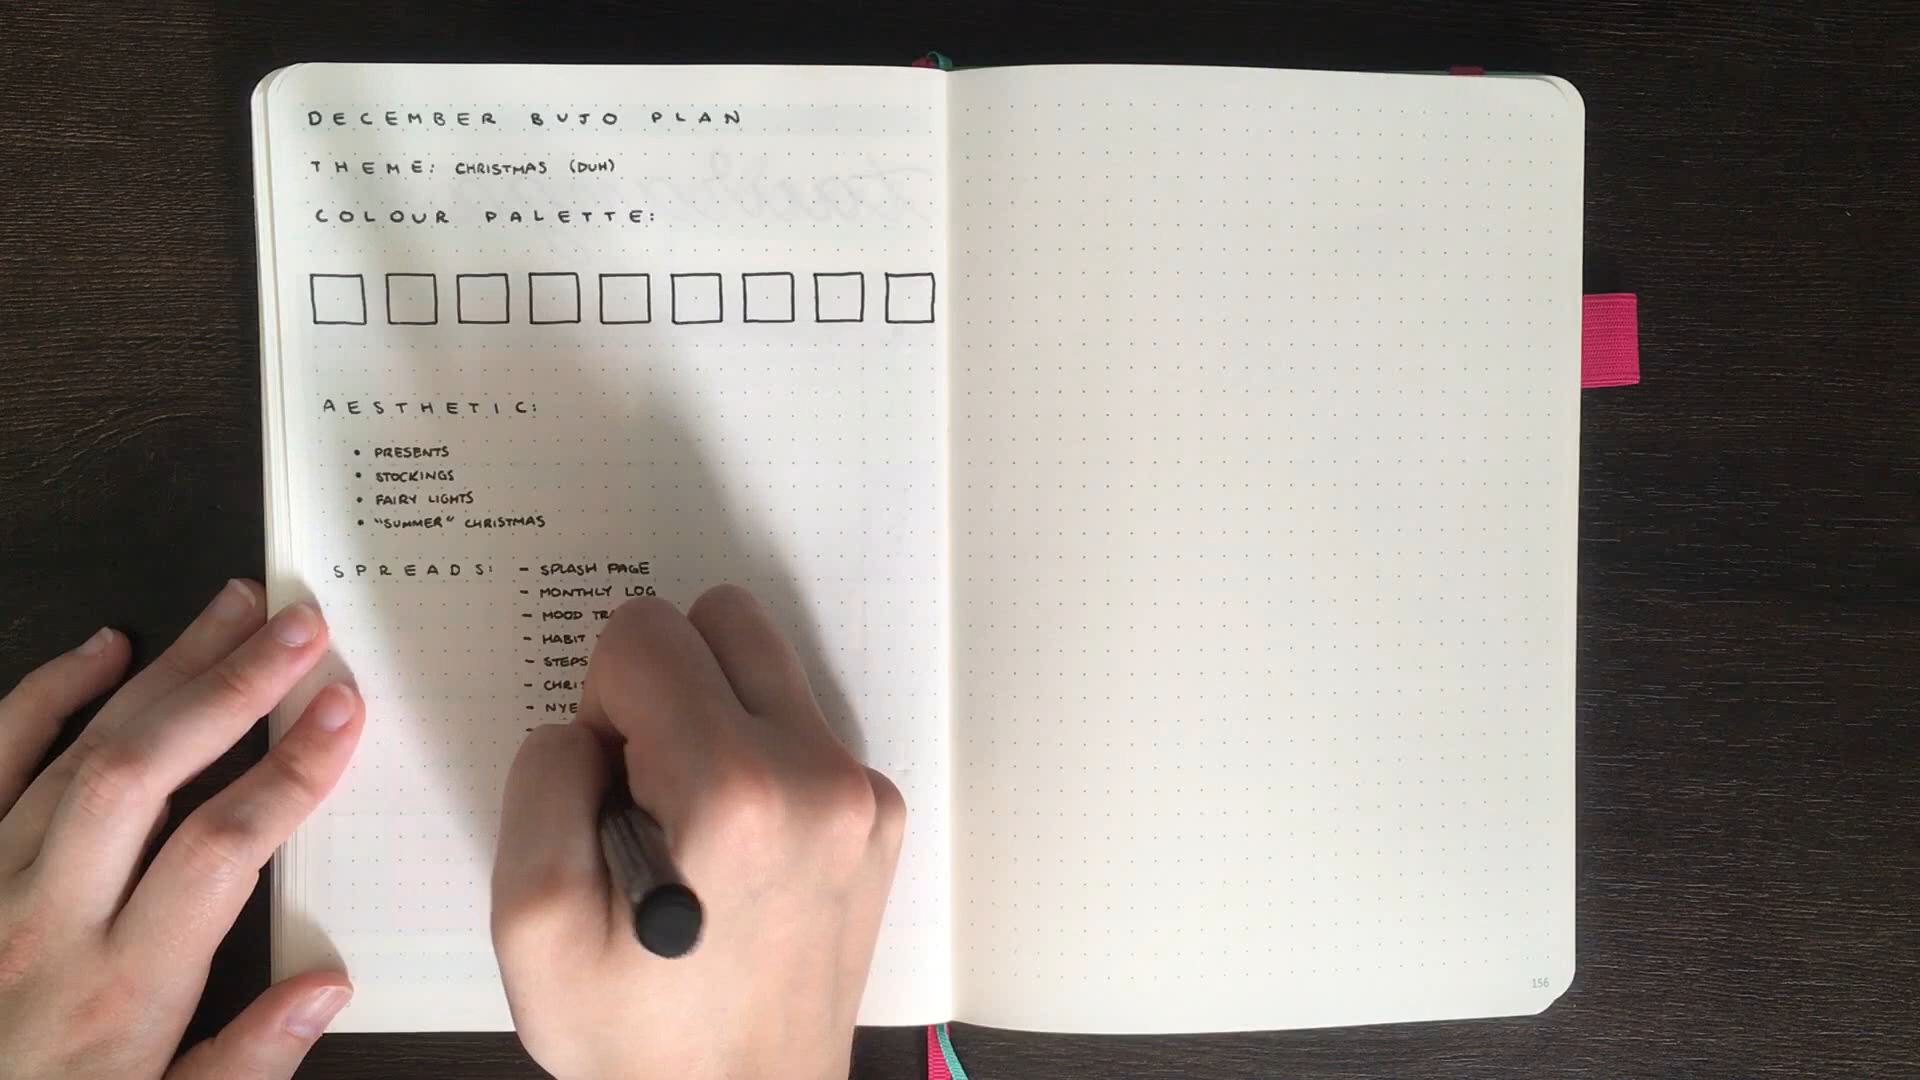 DECEMBER BUJO PLAN
THEME: CHRISTMAS (DUH)
COLOUR PALETTE:
AESTHETIC:
• PRESENTS
• STOCKINGS
• FAIRY LIGHTS
• "SUMMER" CHRISTMAS
SPREADS: - SPLASH PAGE
- MONTHLY LOG
- MOOD
- HABIT
- STEPS
-
- NYE
-
156